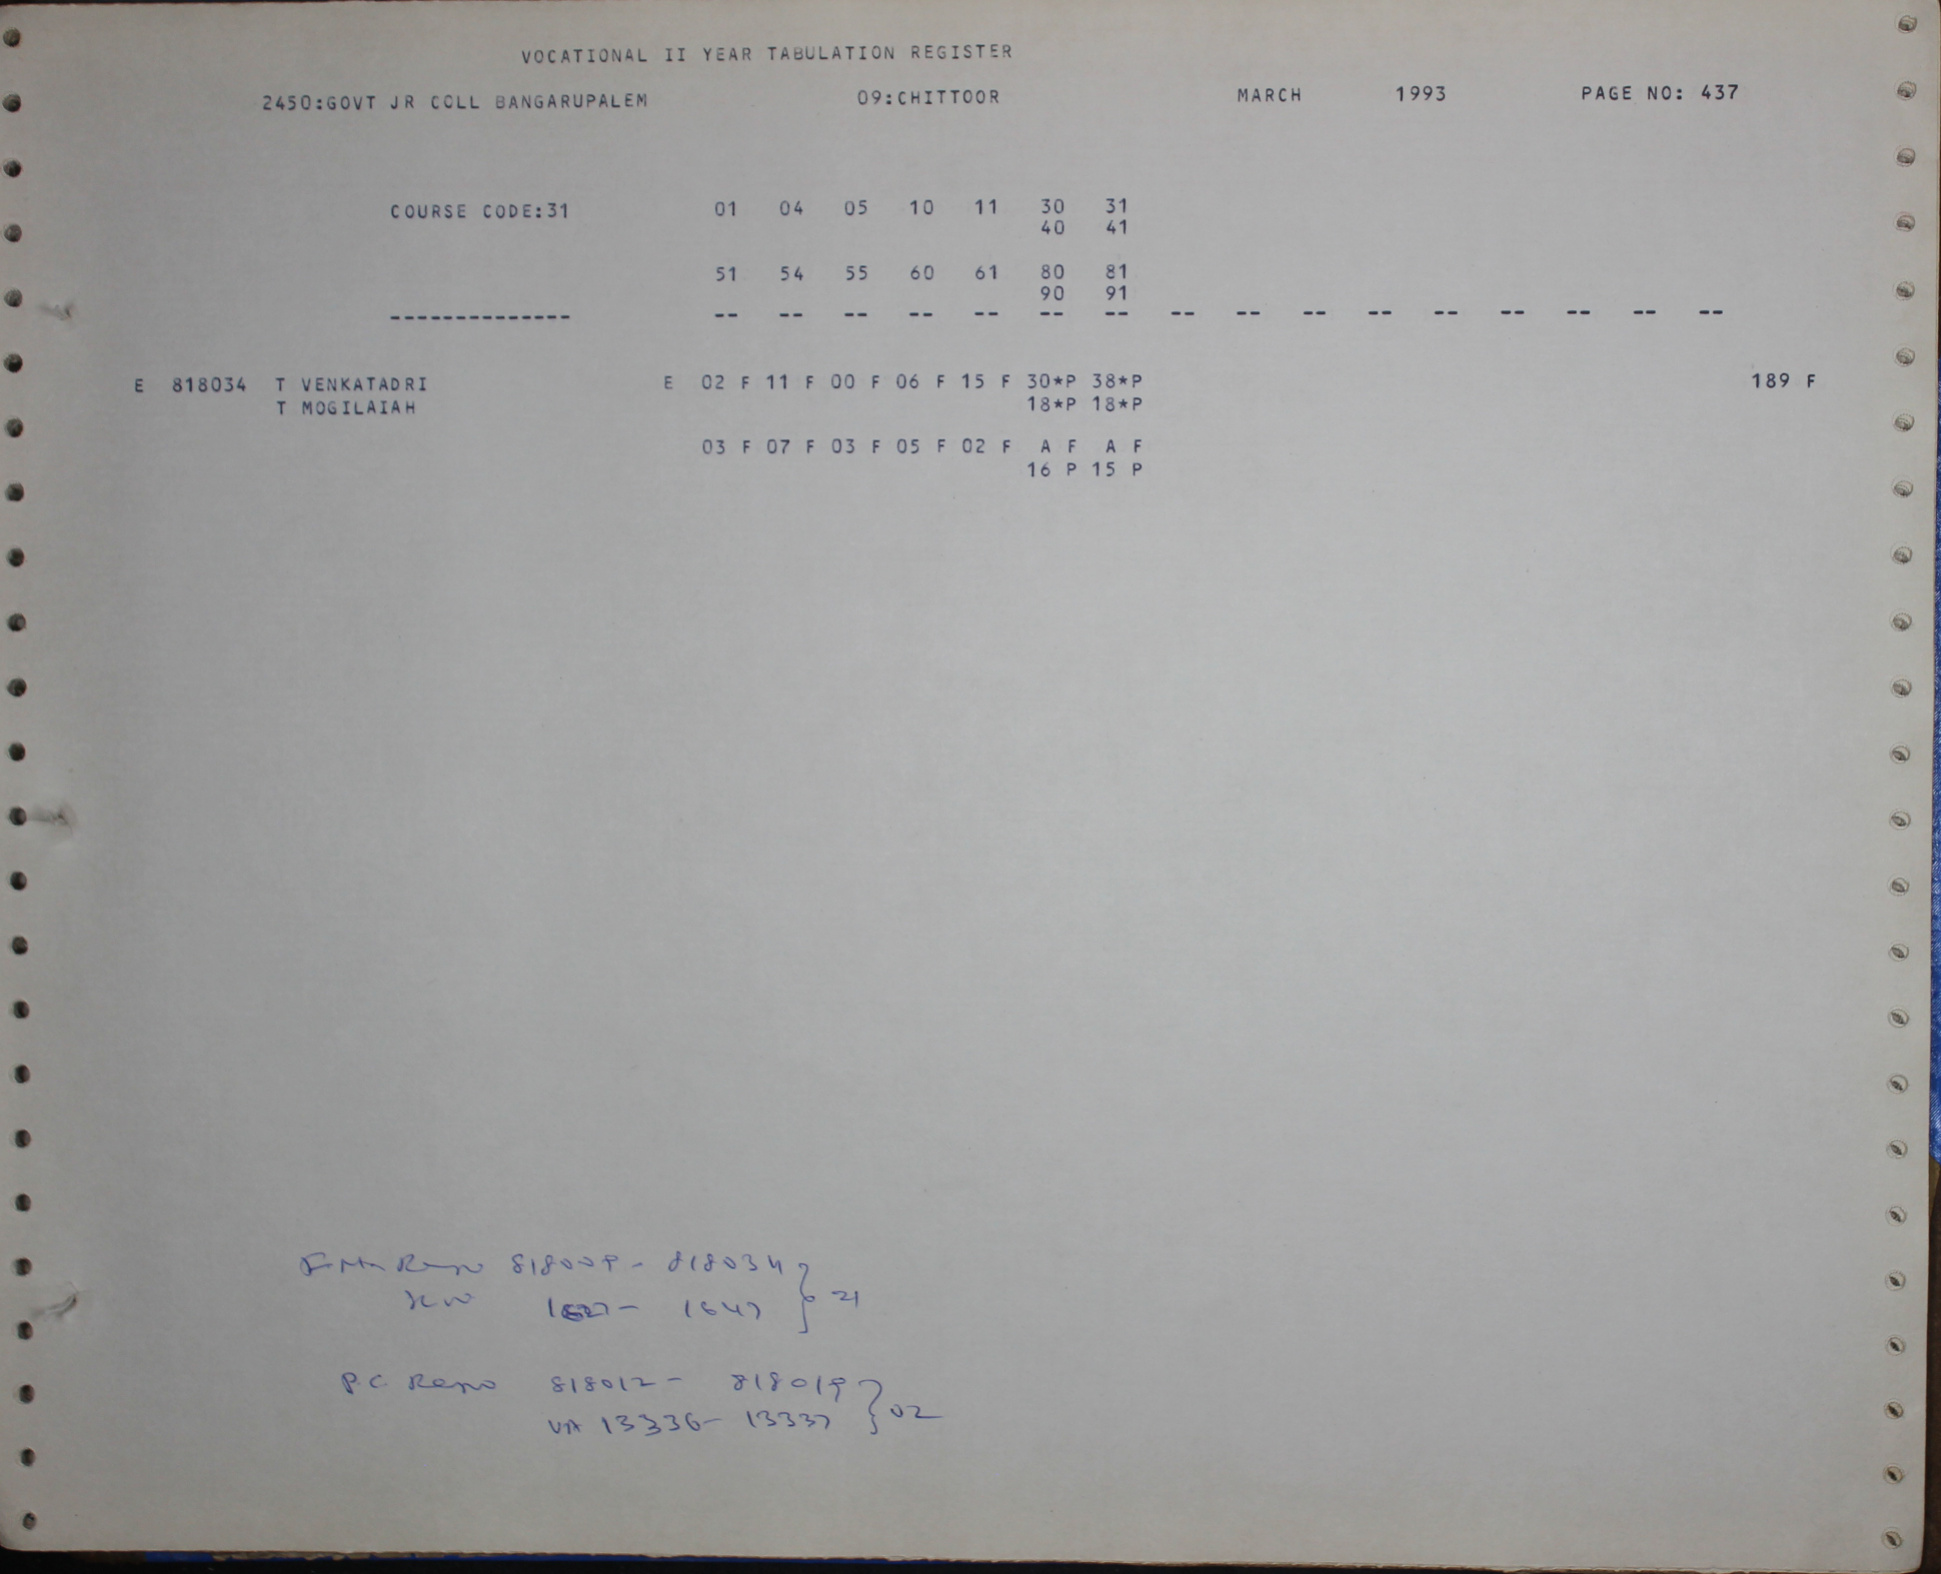 VOCATIONAL II YEAR TABULATION REGISTER
2450:GOVT JR COLL BANGARUPALEM 09:CHITTOOR MARCH 1993 PAGE NO: 437
COURSE CODE:31 01 04 05 10 11 30 31
40 41
51 54 55 60 61 80 81
90 91
-------------- -- -- -- -- -- -- -- -- -- -- -- -- -- -- -- --
E 818034 T VENKATADRI E 02 F 11 F 00 F 06 F 15 F 30*P 38*P 189 F
T MOGILAIAH 18*P 18*P
03 F 07 F 03 F 05 F 02 F A F A F
16 P 15 P
818009 - 818034
1627 - 1647 } 21
P.C. 818012 - 818019
VA 13336 - 13337 } 02